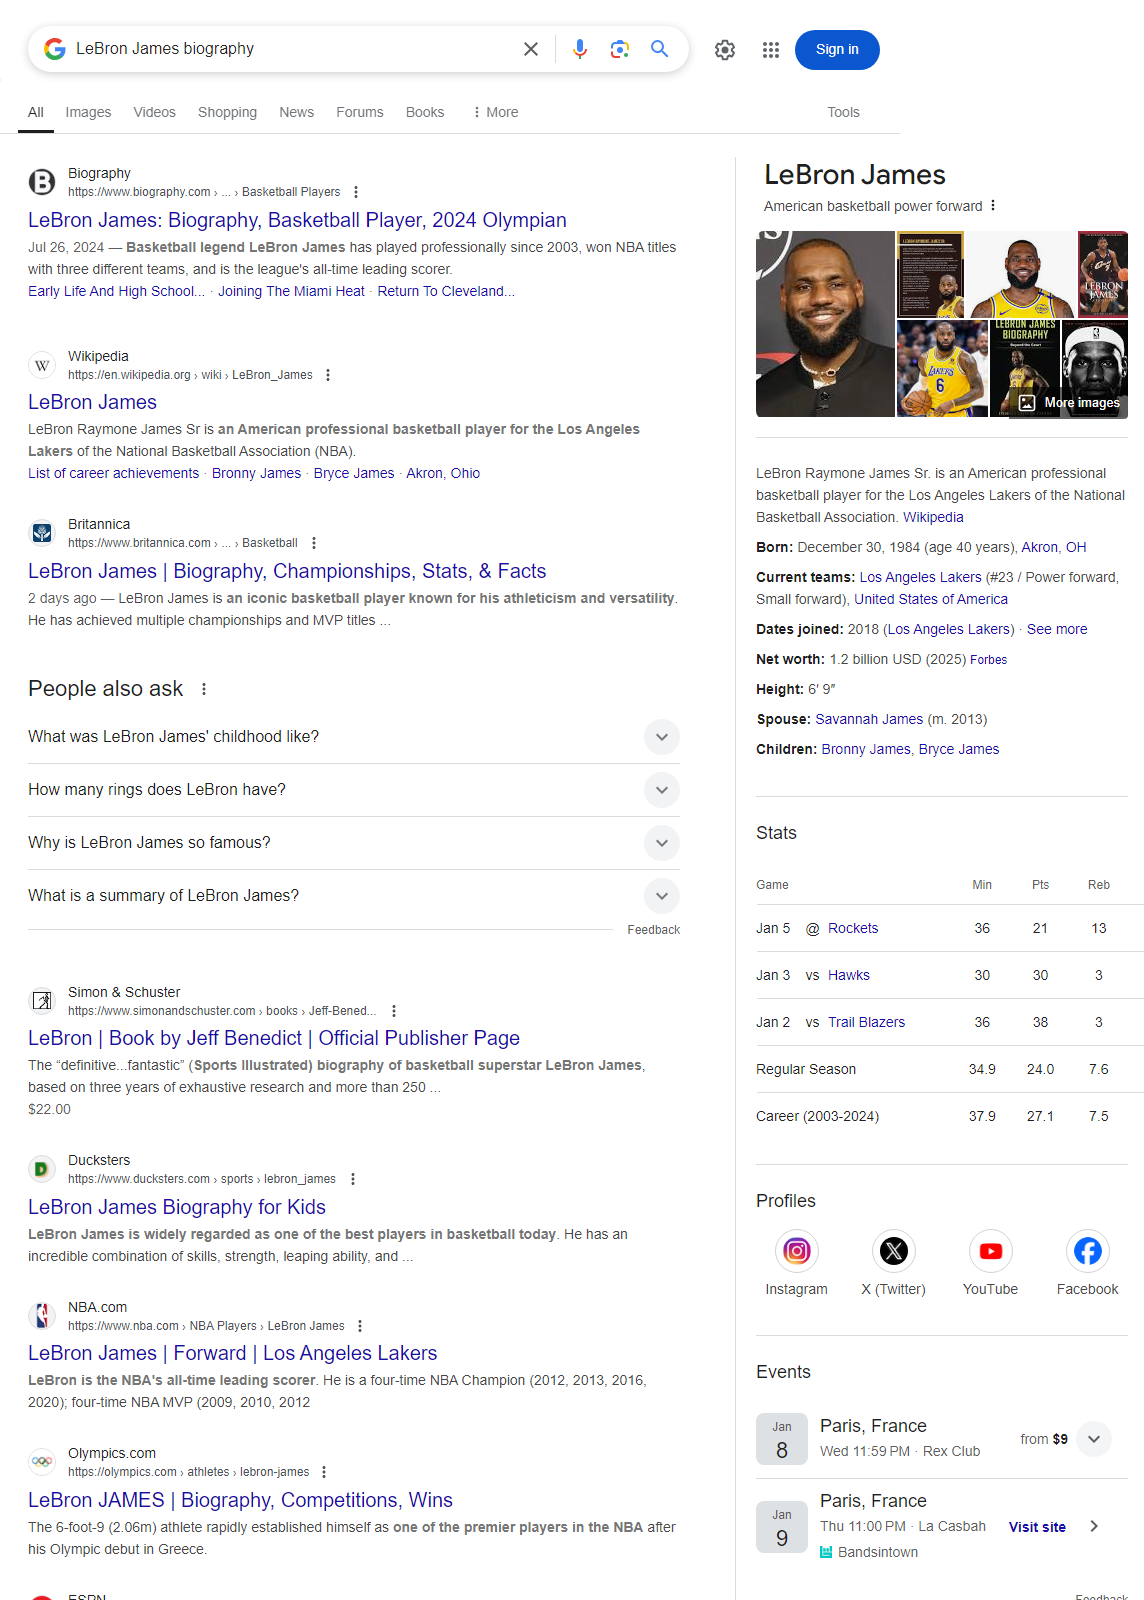 LeBron James biography
Sign in
All Images Videos Shopping News Forums Books More Tools
Biography
https://www.biography.com › ... › Basketball Players
LeBron James: Biography, Basketball Player, 2024 Olympian
Jul 26, 2024 — Basketball legend LeBron James has played professionally since 2003, won NBA titles
with three different teams, and is the league's all-time leading scorer.
Early Life And High School... · Joining The Miami Heat · Return To Cleveland...
Wikipedia
https://en.wikipedia.org › wiki › LeBron_James
LeBron James
LeBron Raymone James Sr is an American professional basketball player for the Los Angeles
Lakers of the National Basketball Association (NBA).
List of career achievements · Bronny James · Bryce James · Akron, Ohio
Britannica
https://www.britannica.com › ... › Basketball
LeBron James | Biography, Championships, Stats, & Facts
2 days ago — LeBron James is an iconic basketball player known for his athleticism and versatility.
He has achieved multiple championships and MVP titles ...
People also ask
What was LeBron James' childhood like?
How many rings does LeBron have?
Why is LeBron James so famous?
What is a summary of LeBron James?
Feedback
Simon & Schuster
https://www.simonandschuster.com › books › Jeff-Bened...
LeBron | Book by Jeff Benedict | Official Publisher Page
The “definitive...fantastic” (Sports Illustrated) biography of basketball superstar LeBron James,
based on three years of exhaustive research and more than 250 ...
$22.00
Ducksters
https://www.ducksters.com › sports › lebron_james
LeBron James Biography for Kids
LeBron James is widely regarded as one of the best players in basketball today. He has an
incredible combination of skills, strength, leaping ability, and ...
NBA.com
https://www.nba.com › NBA Players › LeBron James
LeBron James | Forward | Los Angeles Lakers
LeBron is the NBA's all-time leading scorer. He is a four-time NBA Champion (2012, 2013, 2016,
2020); four-time NBA MVP (2009, 2010, 2012
Olympics.com
https://olympics.com › athletes › lebron-james
LeBron JAMES | Biography, Competitions, Wins
The 6-foot-9 (2.06m) athlete rapidly established himself as one of the premier players in the NBA after
his Olympic debut in Greece.
ESPN
LeBron James
American basketball power forward
LEBRON
JAMES
LAKERS
6
LEBRON JAMES
BIOGRAPHY
More images
LeBron Raymone James Sr. is an American professional
basketball player for the Los Angeles Lakers of the National
Basketball Association. Wikipedia
Born: December 30, 1984 (age 40 years), Akron, OH
Current teams: Los Angeles Lakers (#23 / Power forward,
Small forward), United States of America
Dates joined: 2018 (Los Angeles Lakers) · See more
Net worth: 1.2 billion USD (2025) Forbes
Height: 6′ 9″
Spouse: Savannah James (m. 2013)
Children: Bronny James, Bryce James
Stats
Game Min Pts Reb
Jan 5 @ Rockets 36 21 13
Jan 3 vs Hawks 30 30 3
Jan 2 vs Trail Blazers 36 38 3
Regular Season 34.9 24.0 7.6
Career (2003-2024) 37.9 27.1 7.5
Profiles
Instagram X (Twitter) YouTube Facebook
Events
Jan 8
Paris, France
Wed 11:59 PM · Rex Club
from $9
Jan 9
Paris, France
Thu 11:00 PM · La Casbah
Visit site
Bandsintown
Feedback